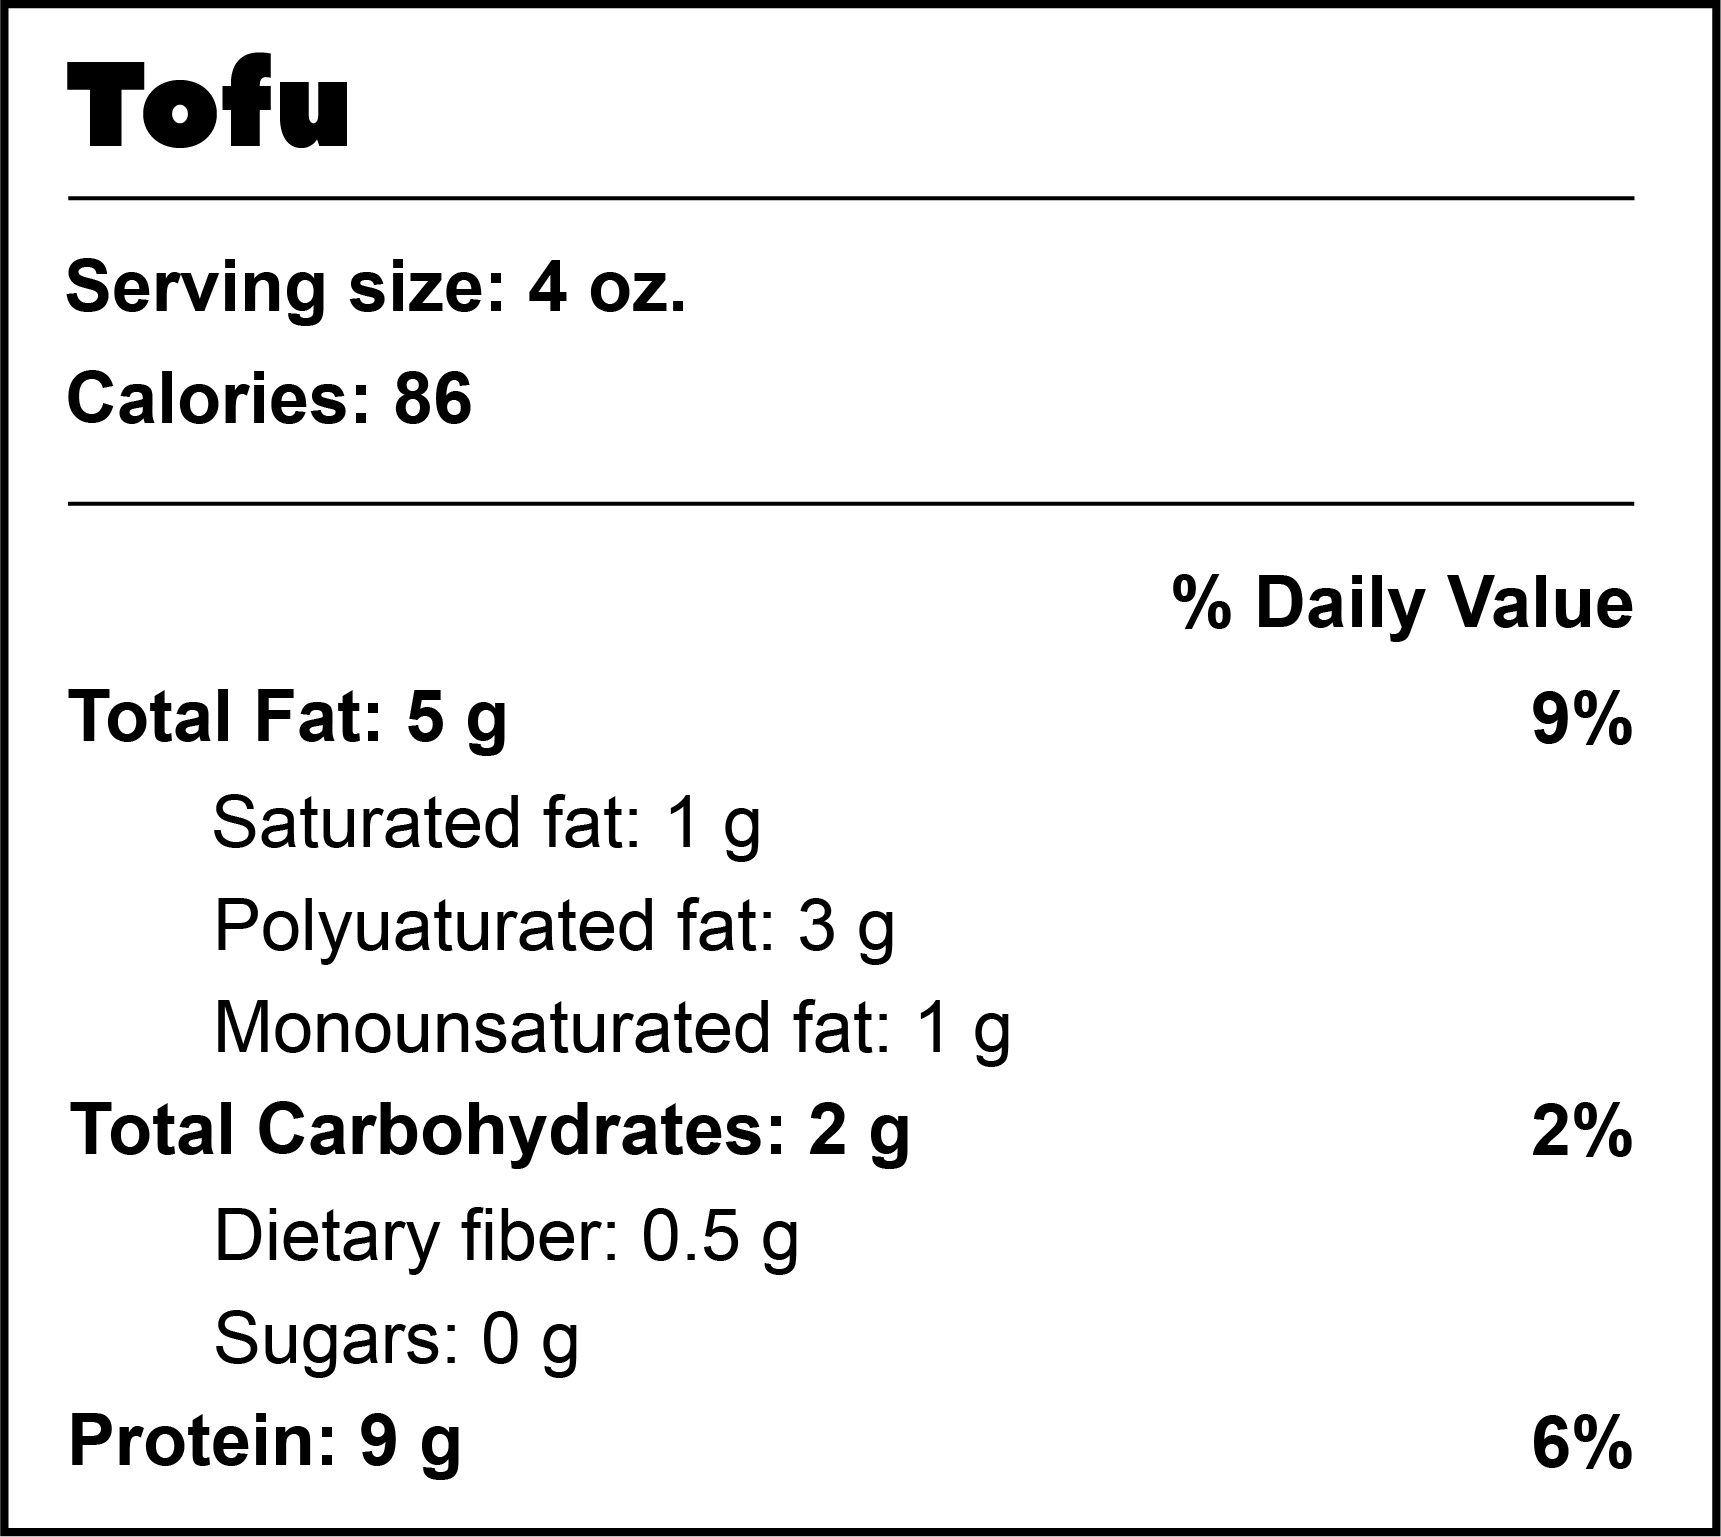 Tofu
Serving size: 4 oz.
Calories: 86
% Daily Value
Total Fat: 5 g 9%
Saturated fat: 1 g
Polyuaturated fat: 3 g
Monounsaturated fat: 1 g
Total Carbohydrates: 2 g 2%
Dietary fiber: 0.5 g
Sugars: 0 g
Protein: 9 g 6%